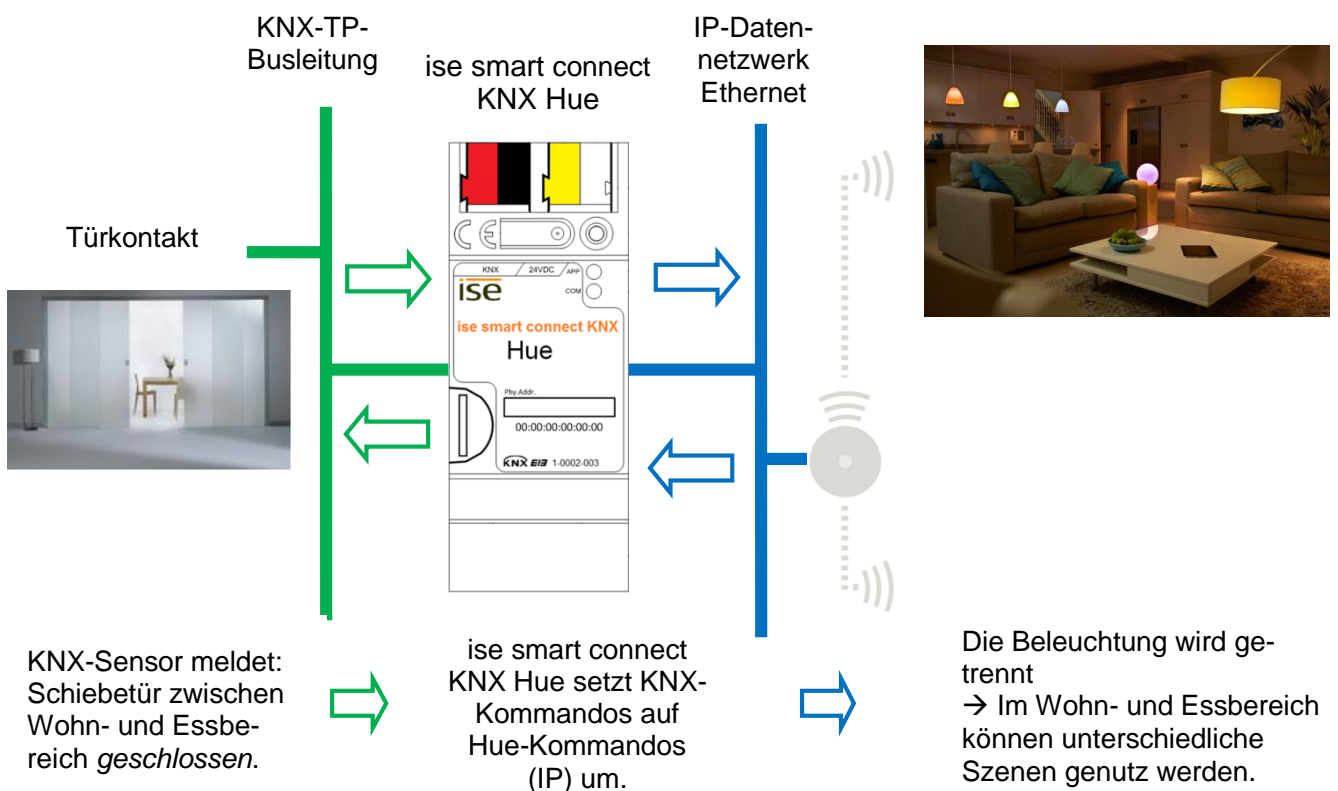 KNX-TP-
Busleitung
ise smart connect
KNX Hue
IP-Daten-
netzwerk
Ethernet
Türkontakt
KNX
24VDC
APP
COM
ise
ise smart connect KNX
Hue
Phy.Addr.
00:00:00:00:00:00
KNX EIB 1-0002-003
KNX-Sensor meldet:
Schiebetür zwischen
Wohn- und Essbe-
reich geschlossen.
ise smart connect
KNX Hue setzt KNX-
Kommandos auf
Hue-Kommandos
(IP) um.
Die Beleuchtung wird ge-
trennt
→ Im Wohn- und Essbereich
können unterschiedliche
Szenen genutz werden.